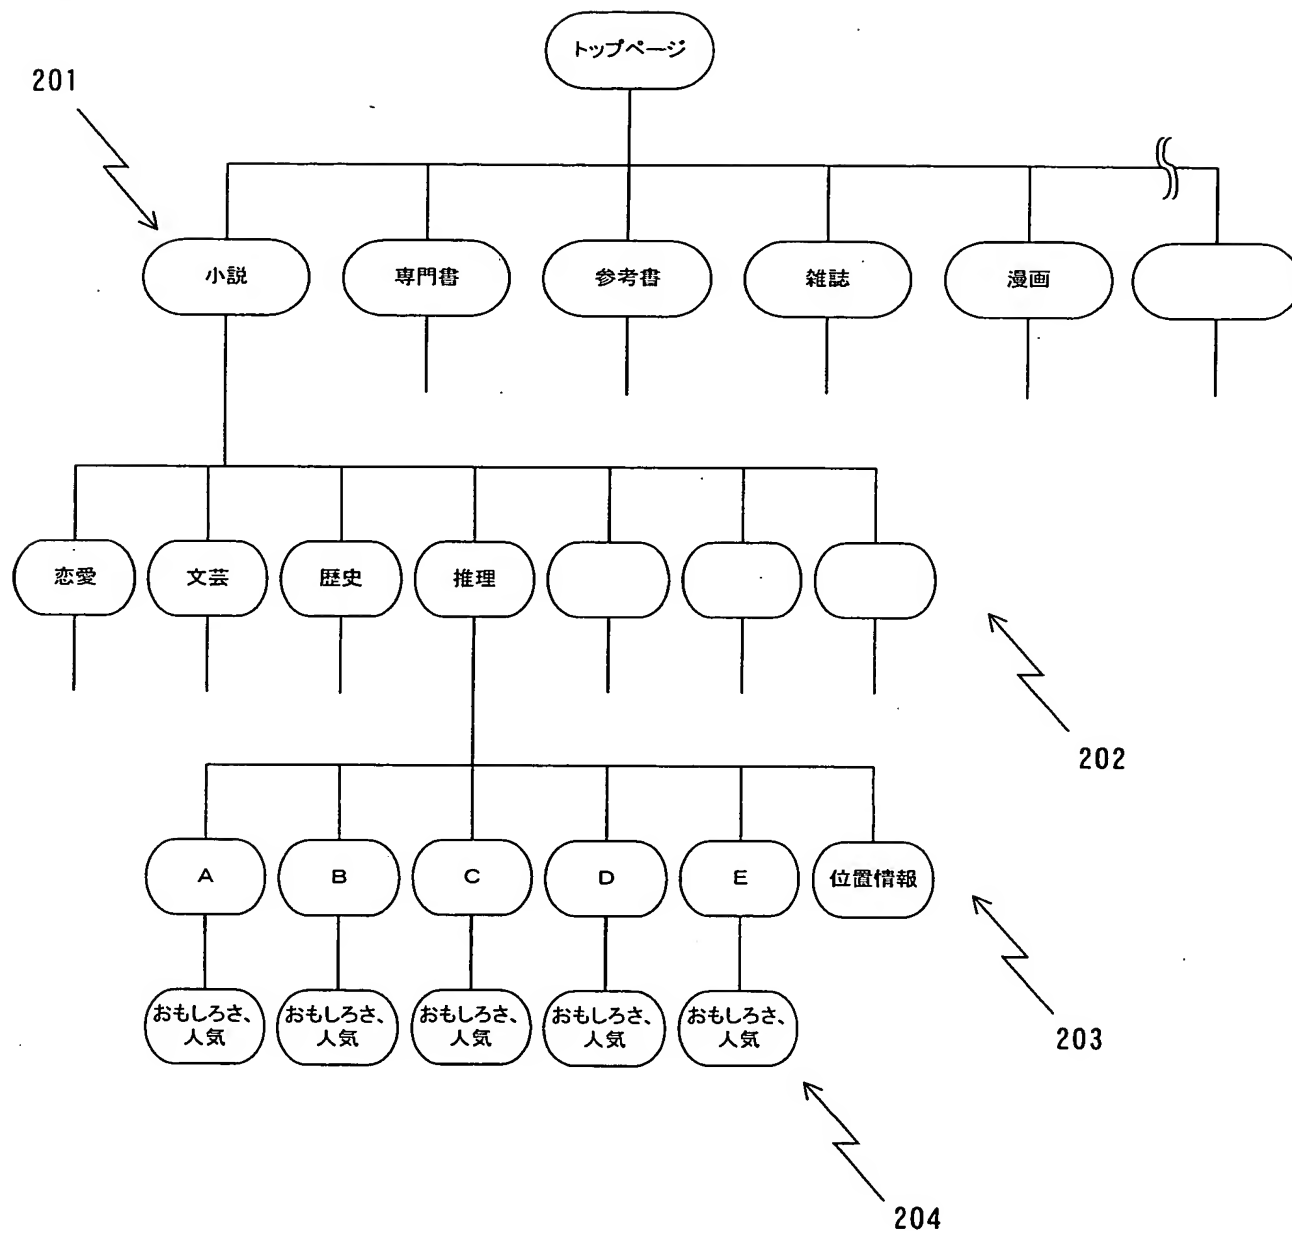 トップページ
201
小説
専門書
参考書
雑誌
漫画
恋愛
文芸
歴史
推理
202
A
B
C
D
E
位置情報
203
おもしろさ、
人気
おもしろさ、
人気
おもしろさ、
人気
おもしろさ、
人気
おもしろさ、
人気
204